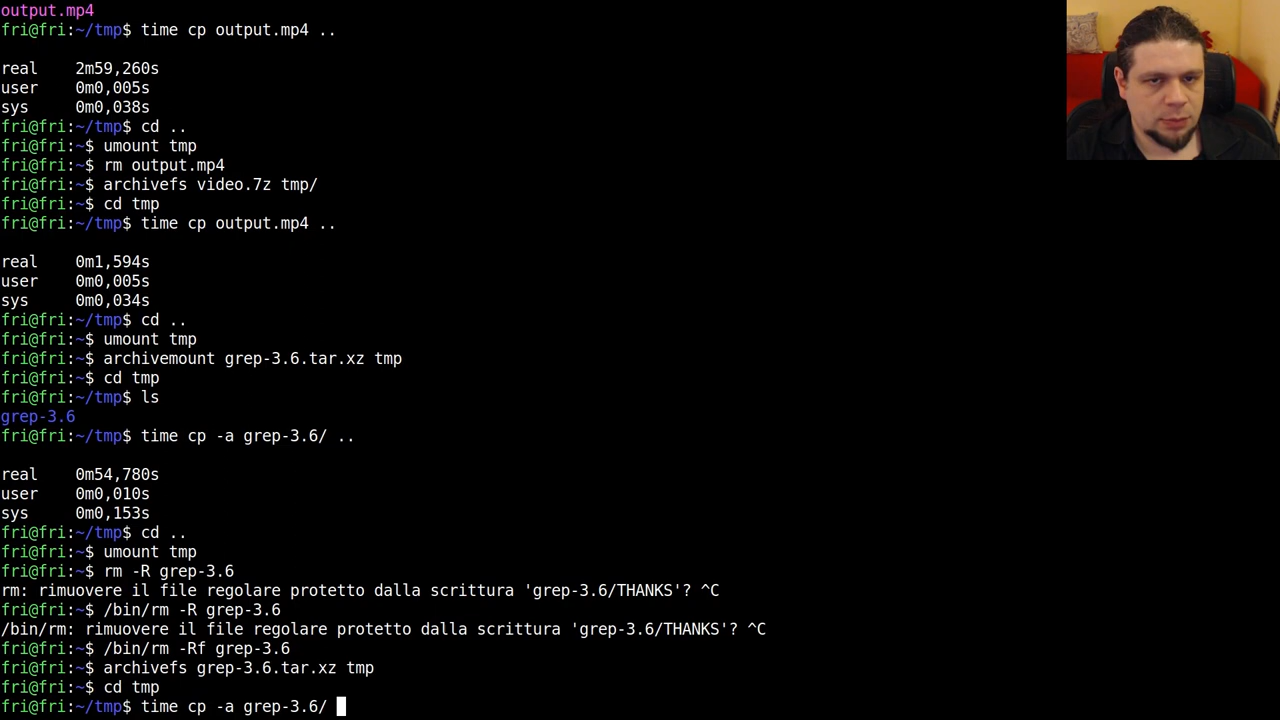 output.mp4
fri@fri:~/tmp$ time cp output.mp4 ..
real 2m59,260s
user 0m0,005s
sys 0m0,038s
fri@fri:~/tmp$ cd ..
fri@fri:~$ umount tmp
fri@fri:~$ rm output.mp4
fri@fri:~$ archivefs video.7z tmp/
fri@fri:~$ cd tmp
fri@fri:~/tmp$ time cp output.mp4 ..
real 0m1,594s
user 0m0,005s
sys 0m0,034s
fri@fri:~/tmp$ cd ..
fri@fri:~$ umount tmp
fri@fri:~$ archivemount grep-3.6.tar.xz tmp
fri@fri:~$ cd tmp
fri@fri:~/tmp$ ls
grep-3.6
fri@fri:~/tmp$ time cp -a grep-3.6/ ..
real 0m54,780s
user 0m0,010s
sys 0m0,153s
fri@fri:~/tmp$ cd ..
fri@fri:~$ umount tmp
fri@fri:~$ rm -R grep-3.6
rm: rimuovere il file regolare protetto dalla scrittura 'grep-3.6/THANKS'? ^C
fri@fri:~$ /bin/rm -R grep-3.6
/bin/rm: rimuovere il file regolare protetto dalla scrittura 'grep-3.6/THANKS'? ^C
fri@fri:~$ /bin/rm -Rf grep-3.6
fri@fri:~$ archivefs grep-3.6.tar.xz tmp
fri@fri:~$ cd tmp
fri@fri:~/tmp$ time cp -a grep-3.6/